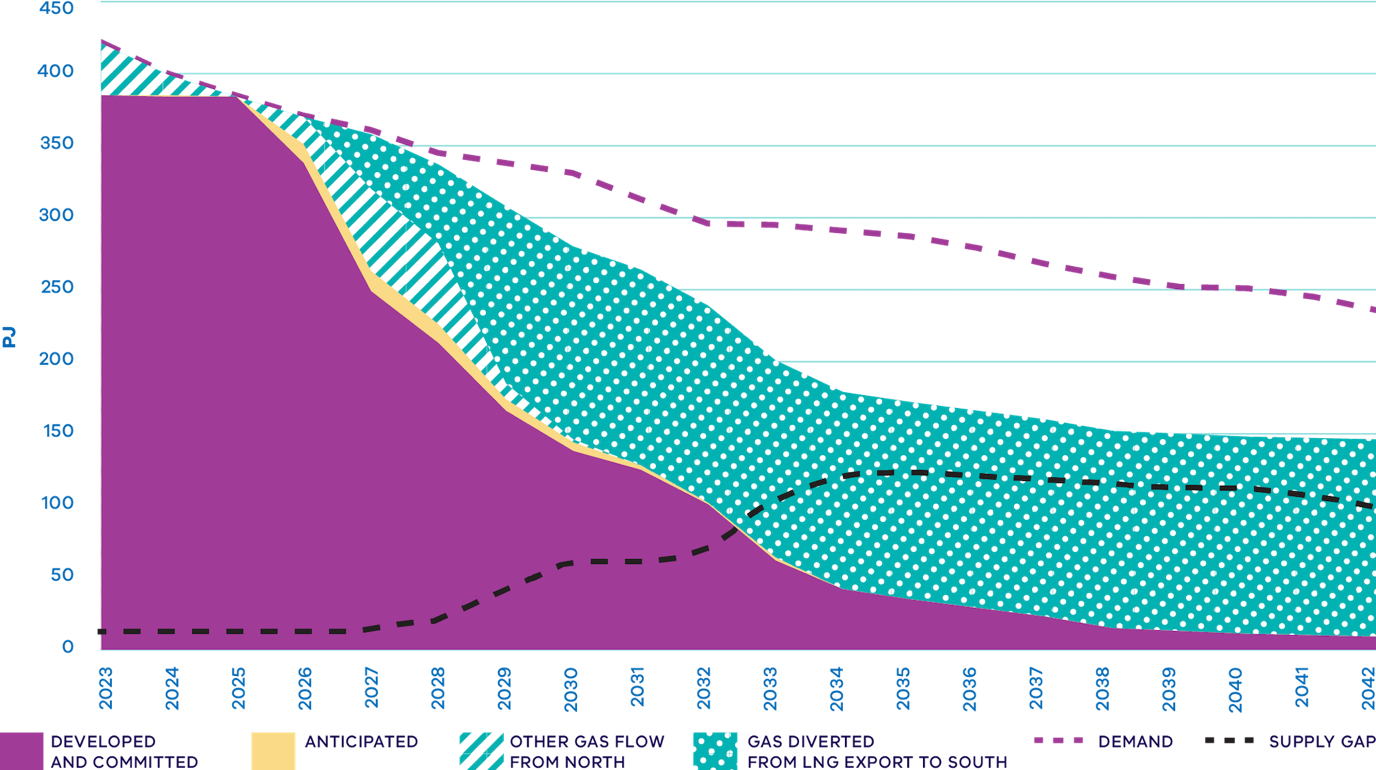 450
400
350
300
250
200
150
100
50
0
PJ
2023 2024 2025 2026 2027 2028 2029 2030 2031 2032 2033 2034 2035 2036 2037 2038 2039 2040 2041 2042
DEVELOPED
AND COMMITTED
ANTICIPATED
OTHER GAS FLOW
FROM NORTH
GAS DIVERTED
FROM LNG EXPORT TO SOUTH
DEMAND
SUPPLY GAP